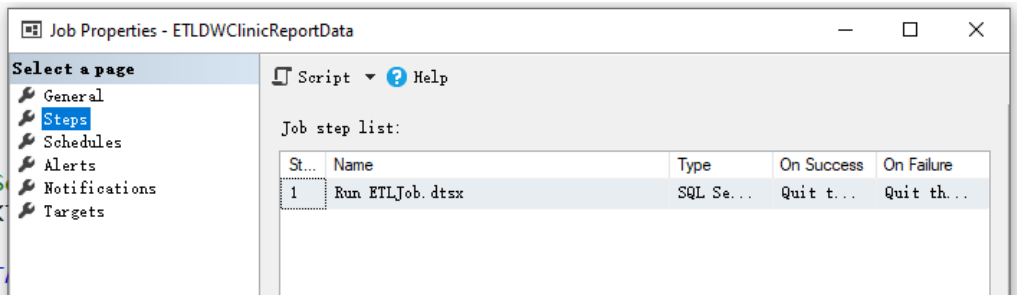 Job Properties - ETLDWClinicReportData
Select a page
General
Steps
Schedules
Alerts
Notifications
Targets
Script Help
Job step list:
St... Name Type On Success On Failure
1 Run ETLJob.dtsx SQL Se... Quit t... Quit th...